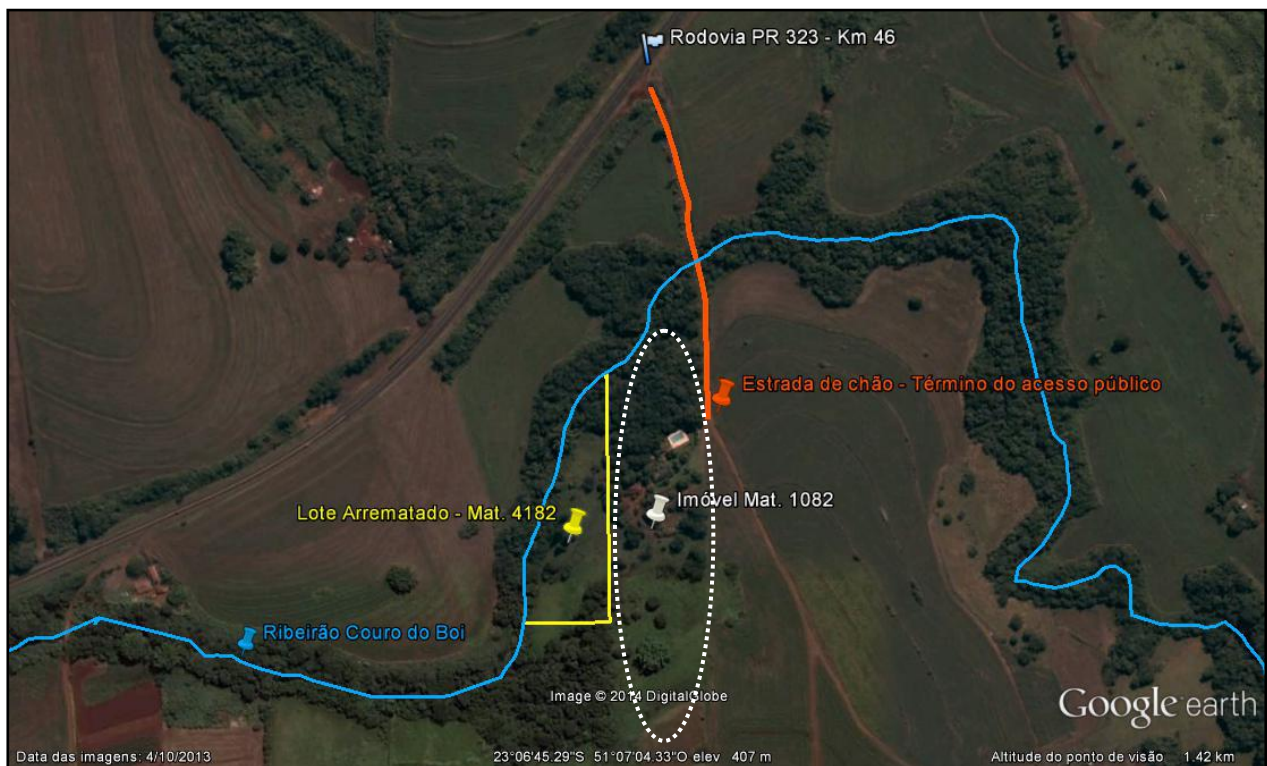 Rodovia PR 323 - Km 46
Estrada de chão - Término do acesso público
Imóvel Mat. 1082
Lote Arrematado - Mat. 4182
Ribeirão Couro do Boi
Image © 2014 DigitalGlobe
Google earth
Data das imagens: 4/10/2013
23°06'45.29"S 51°07'04.33"O elev 407 m
Altitude do ponto de visão 1.42 km